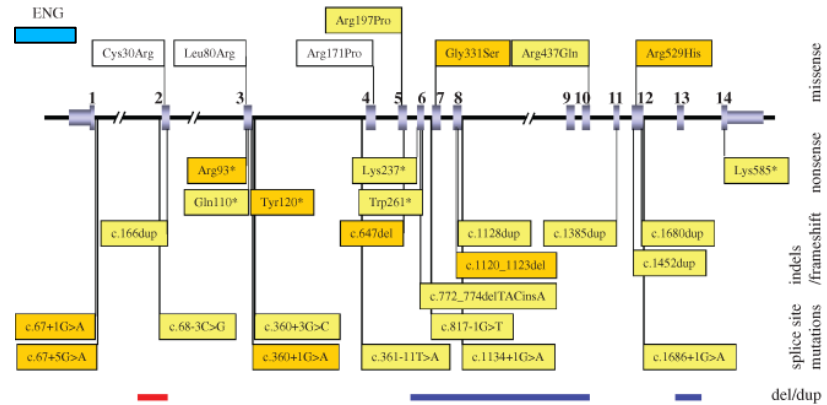 ENG
Arg197Pro
Cys30Arg Leu80Arg Arg171Pro Gly331Ser Arg437Gln Arg529His
missense
1 2 3 4 5 6 7 8 9 10 11 12 13 14
Arg93* Lys237* Lys585*
nonsense
Gln110* Tyr120* Trp261*
c.166dup c.647del c.1128dup c.1385dup c.1680dup
c.1120_1123del c.1452dup
indels
/frameshift
c.772_774delTACinsA
c.67+1G>A c.68-3C>G c.360+3G>C c.817-1G>T
c.67+5G>A c.360+1G>A c.361-11T>A c.1134+1G>A c.1686+1G>A
splice site
mutations
del/dup